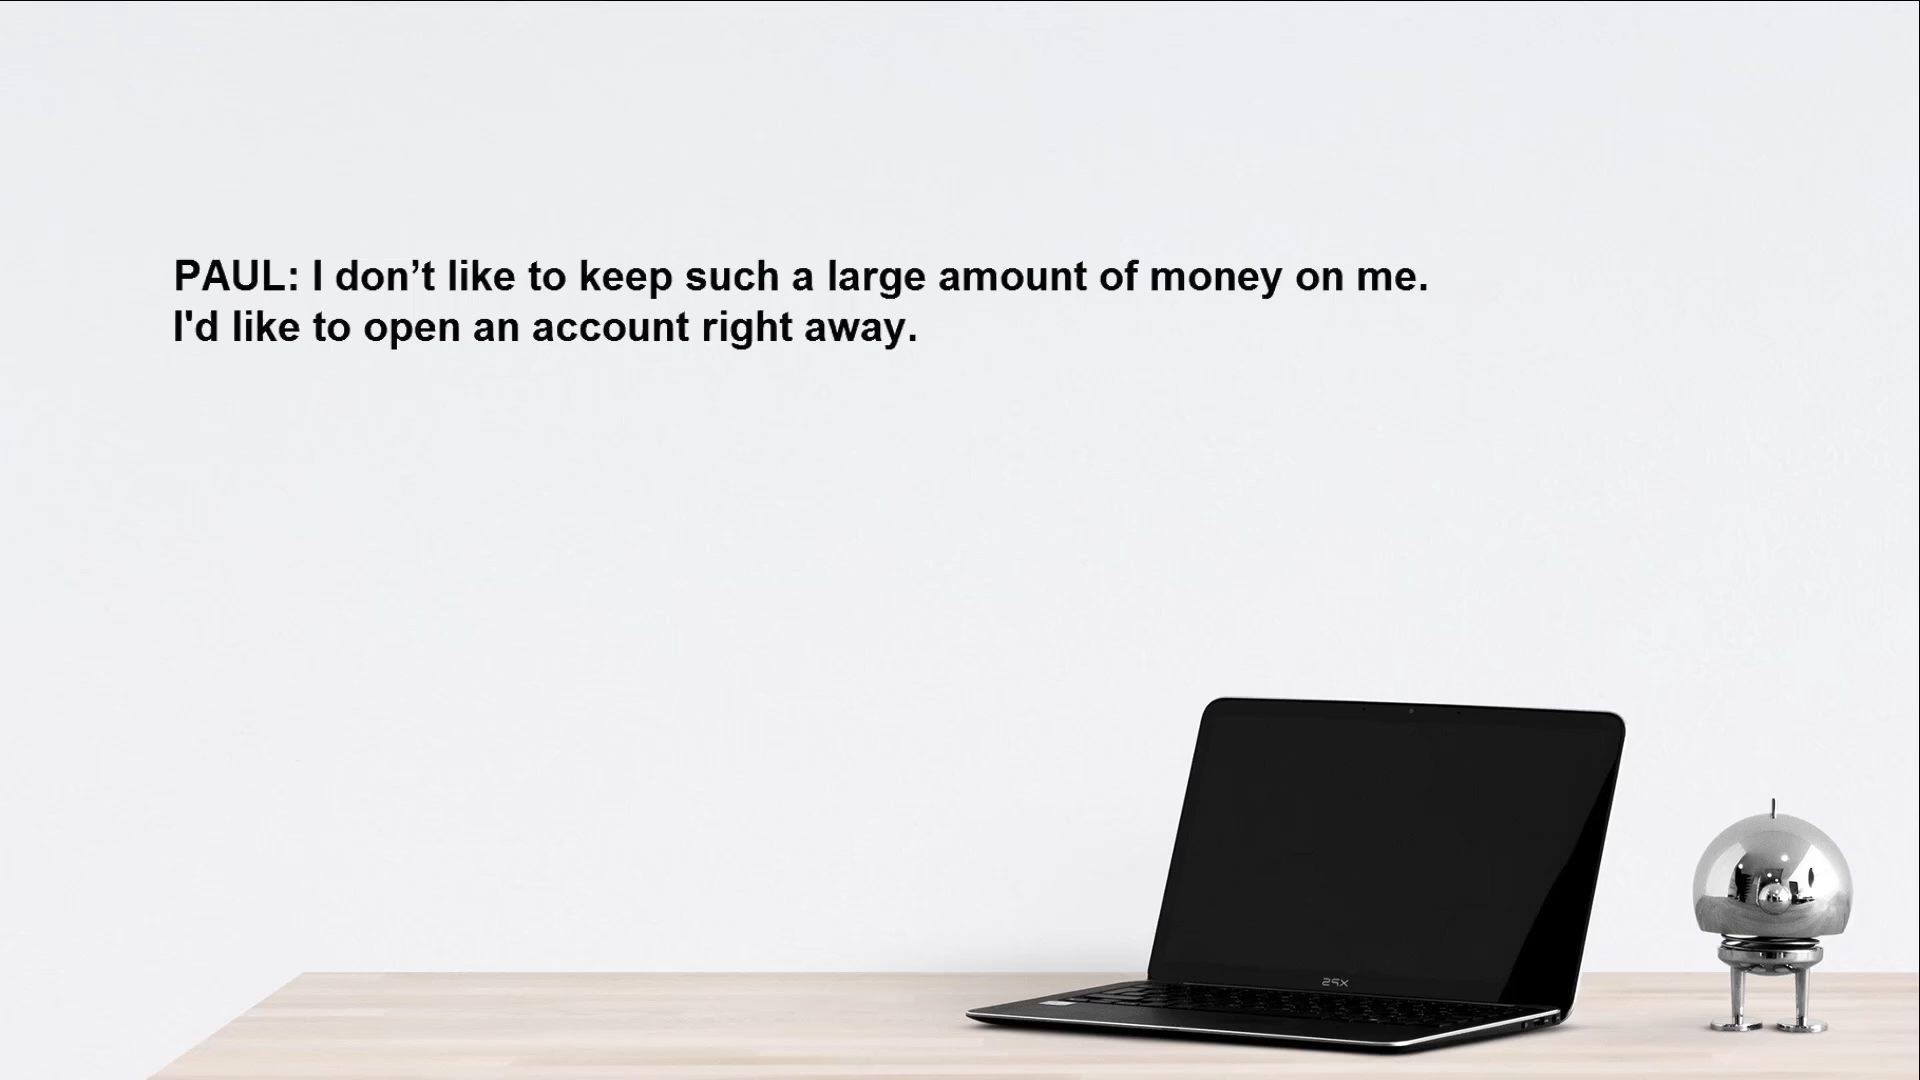 PAUL: I don’t like to keep such a large amount of money on me.
I'd like to open an account right away.
XPS